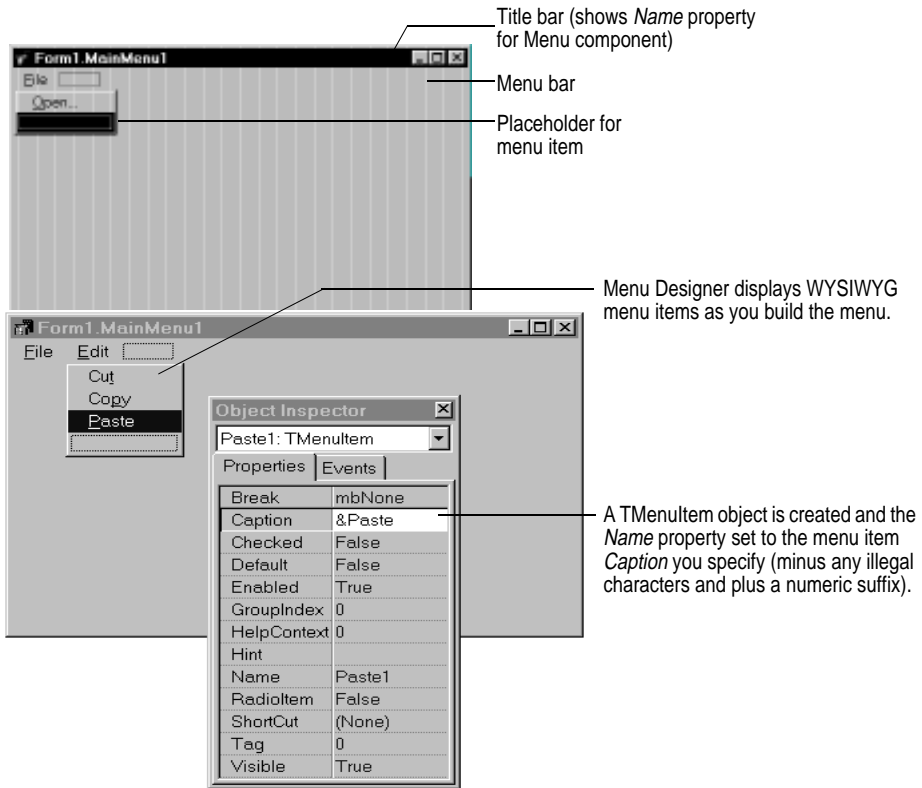 Title bar (shows Name property
for Menu component)
Form1.MainMenu1
File
Menu bar
Open...
Placeholder for
menu item
Menu Designer displays WYSIWYG
menu items as you build the menu.
Form1.MainMenu1
File Edit
Cut
Copy
Paste
Object Inspector
Paste1: TMenuItem
Properties Events
Break mbNone
Caption &Paste
Checked False
Default False
Enabled True
GroupIndex 0
HelpContext 0
Hint
Name Paste1
RadioItem False
ShortCut (None)
Tag 0
Visible True
A TMenuItem object is created and the
Name property set to the menu item
Caption you specify (minus any illegal
characters and plus a numeric suffix).